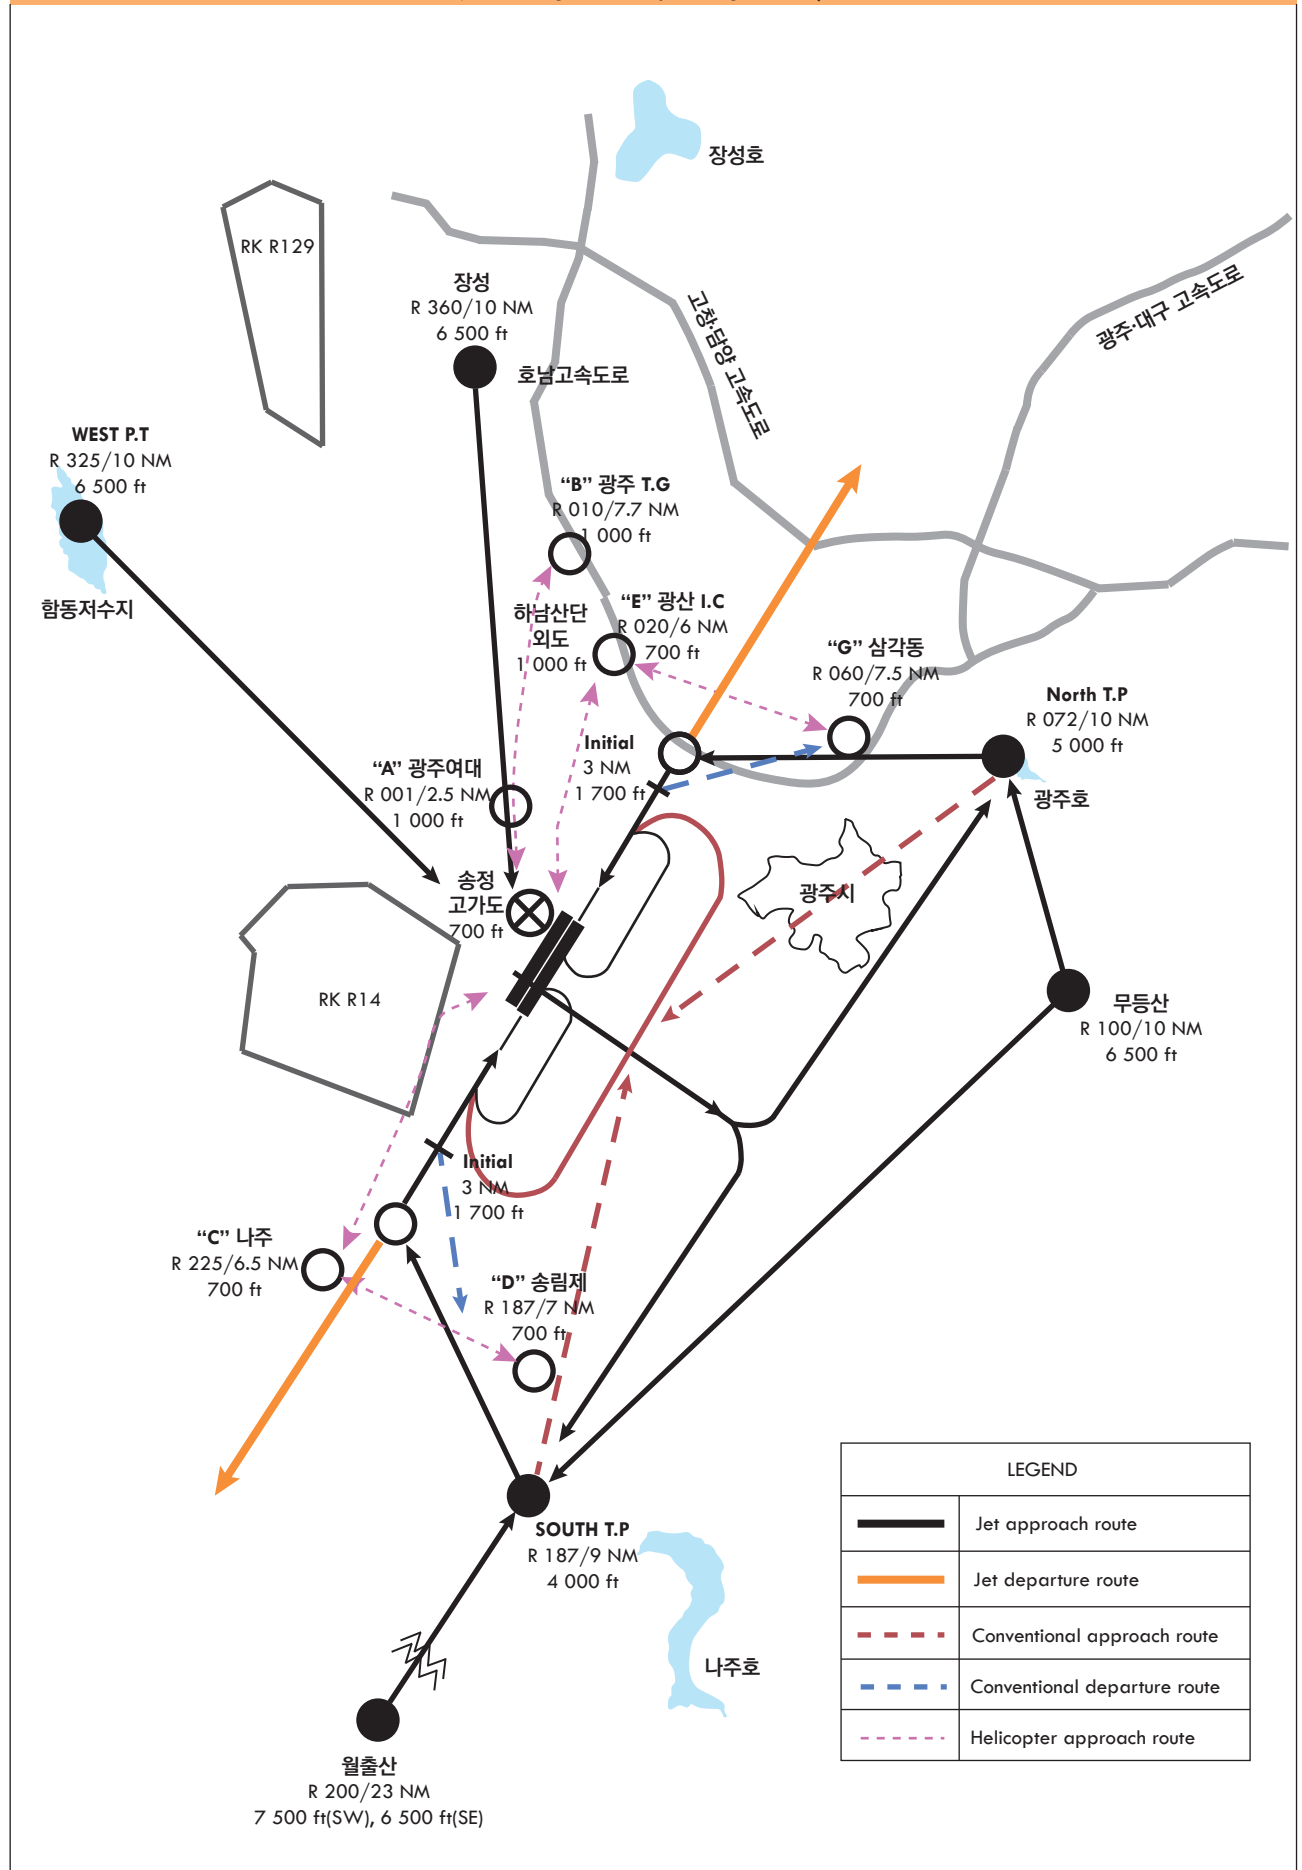 장성호
RK R129
장성
R 360/10 NM
6 500 ft
호남고속도로
고창·담양 고속도로
광주·대구 고속도로
WEST P.T
R 325/10 NM
6 500 ft
함동저수지
“B” 광주 T.G
R 010/7.7 NM
1 000 ft
하남산단
외도
1 000 ft
“E” 광산 I.C
R 020/6 NM
700 ft
“G” 삼각동
R 060/7.5 NM
700 ft
North T.P
R 072/10 NM
5 000 ft
광주호
Initial
3 NM
1 700 ft
“A” 광주여대
R 001/2.5 NM
1 000 ft
송정
고가도
700 ft
광주시
RK R14
무등산
R 100/10 NM
6 500 ft
Initial
3 NM
1 700 ft
“C” 나주
R 225/6.5 NM
700 ft
“D” 송림제
R 187/7 NM
700 ft
SOUTH T.P
R 187/9 NM
4 000 ft
나주호
월출산
R 200/23 NM
7 500 ft(SW), 6 500 ft(SE)
LEGEND
Jet approach route
Jet departure route
Conventional approach route
Conventional departure route
Helicopter approach route